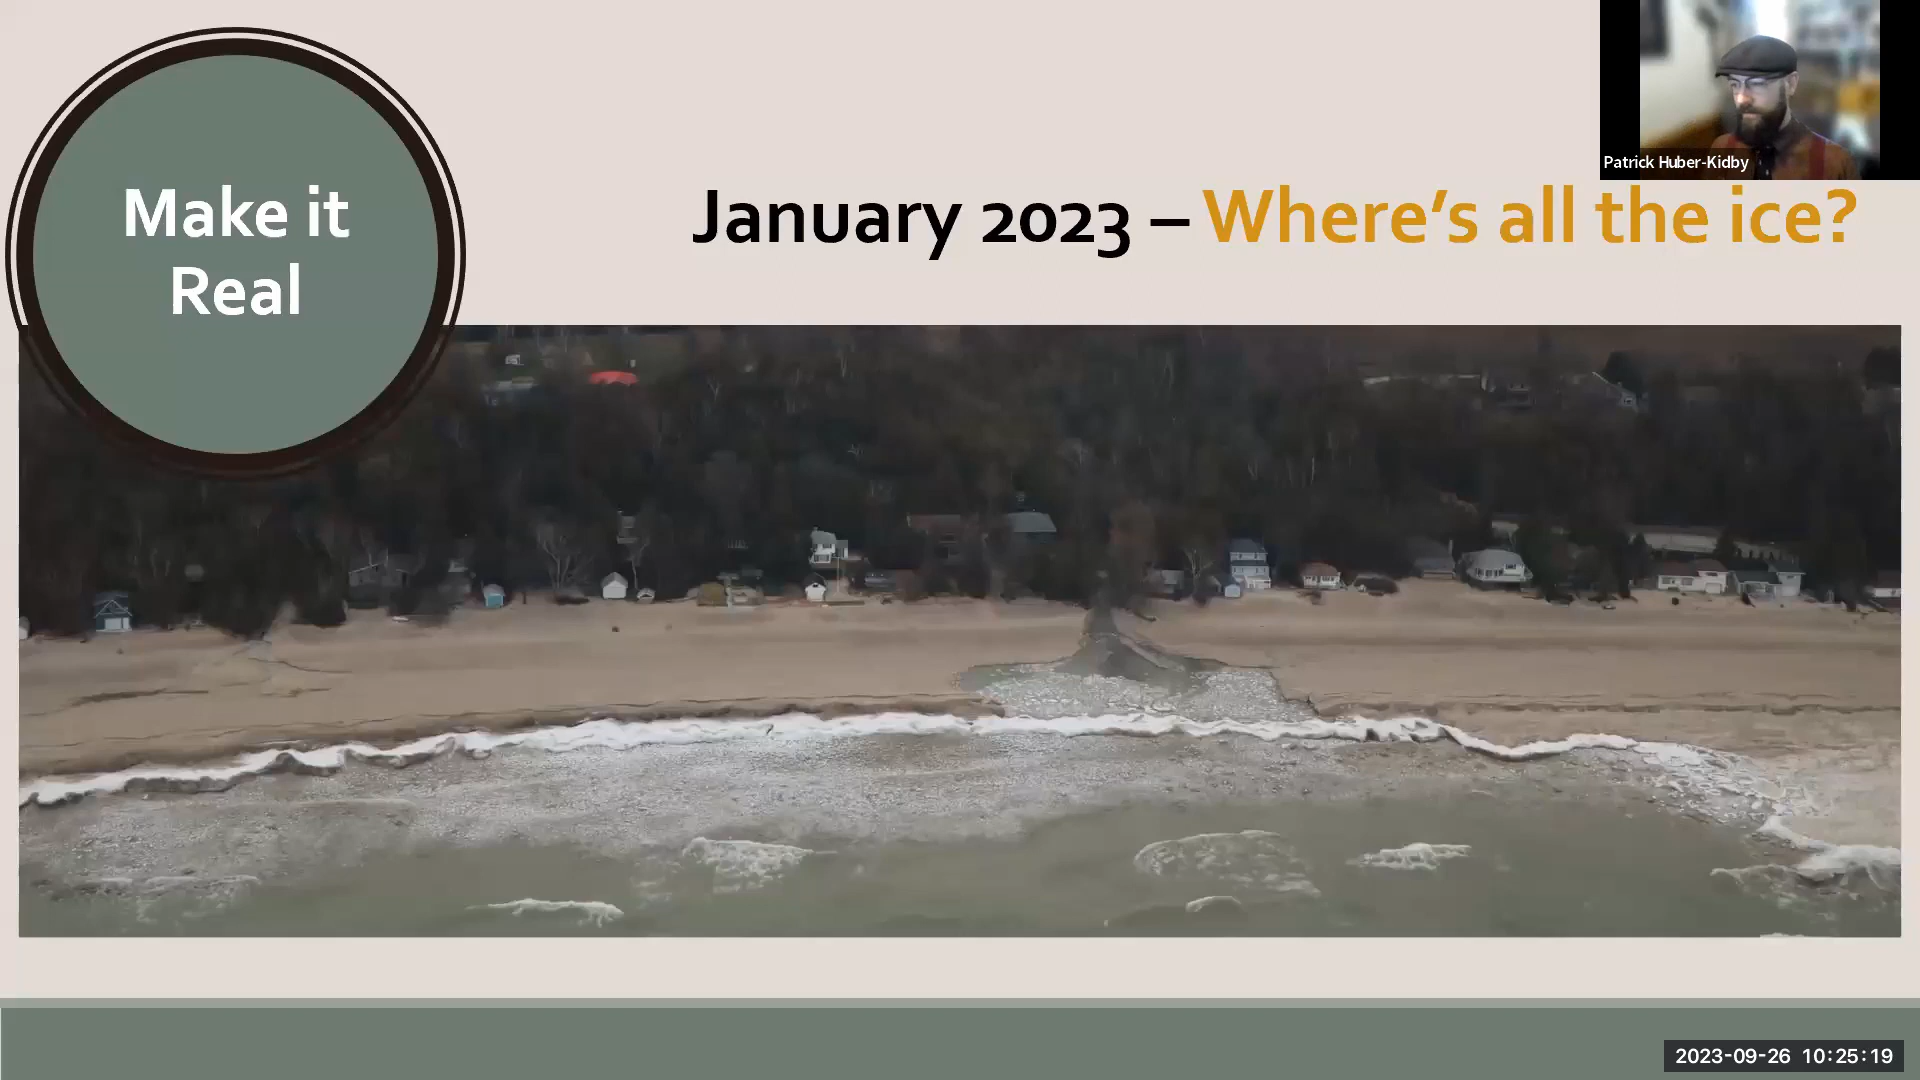 Make it
Real
January 2023 – Where's all the ice?
Patrick Huber-Kidby
2023-09-26 10:25:19